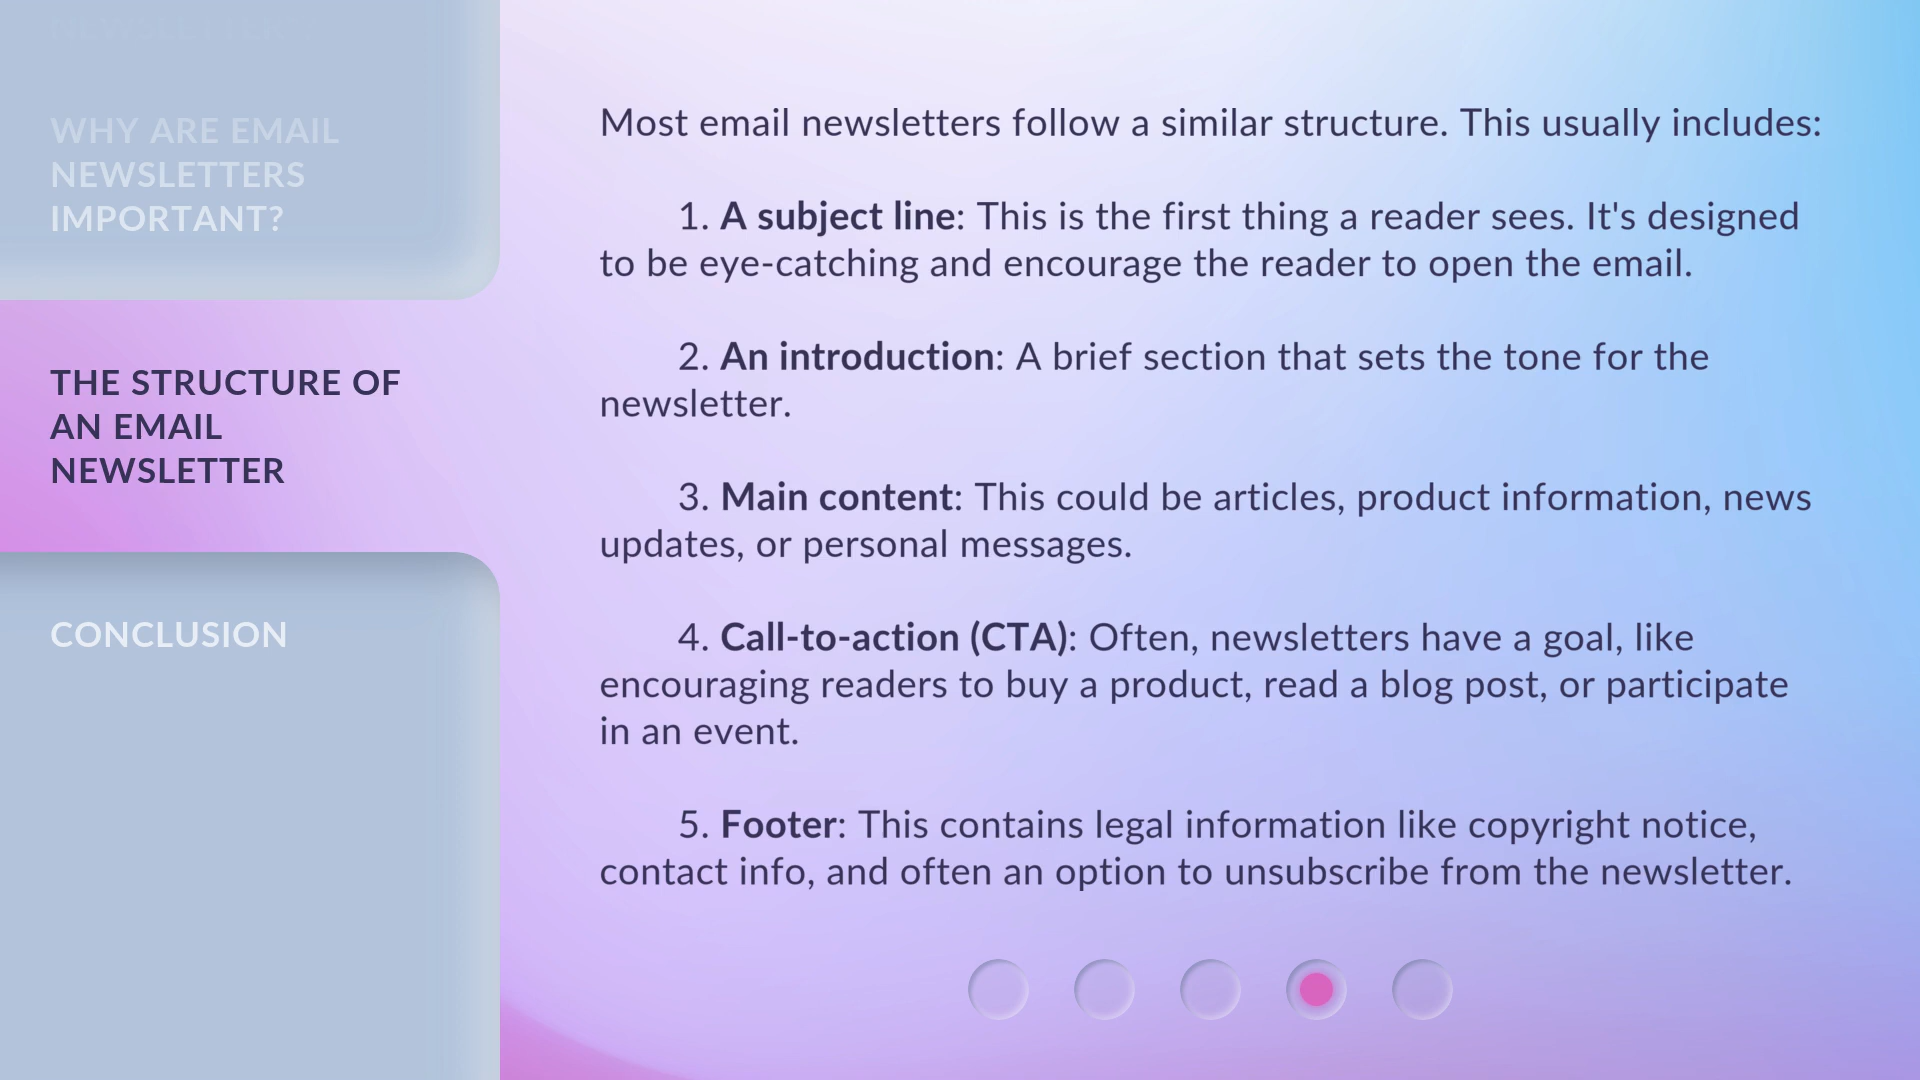 NEWSLETTER?
WHY ARE EMAIL
NEWSLETTERS
IMPORTANT?
THE STRUCTURE OF
AN EMAIL
NEWSLETTER
CONCLUSION
Most email newsletters follow a similar structure. This usually includes:
1. A subject line: This is the first thing a reader sees. It's designed
to be eye-catching and encourage the reader to open the email.
2. An introduction: A brief section that sets the tone for the
newsletter.
3. Main content: This could be articles, product information, news
updates, or personal messages.
4. Call-to-action (CTA): Often, newsletters have a goal, like
encouraging readers to buy a product, read a blog post, or participate
in an event.
5. Footer: This contains legal information like copyright notice,
contact info, and often an option to unsubscribe from the newsletter.